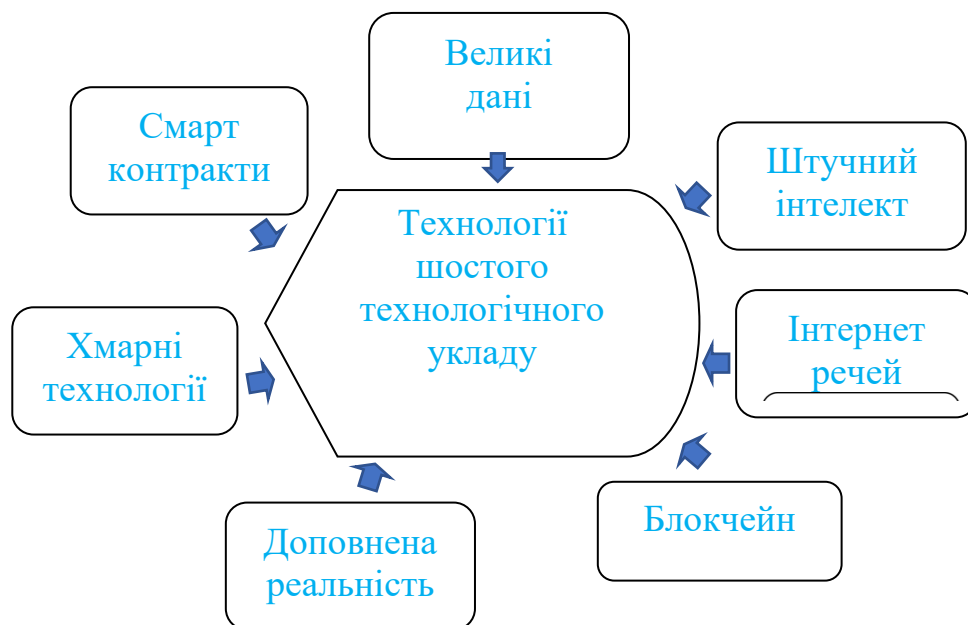 Великі
дані
Смарт
контракти
Штучний
інтелект
Технології
шостого
технологічного
укладу
Хмарні
технології
Інтернет
речей
Доповнена
реальність
Блокчейн